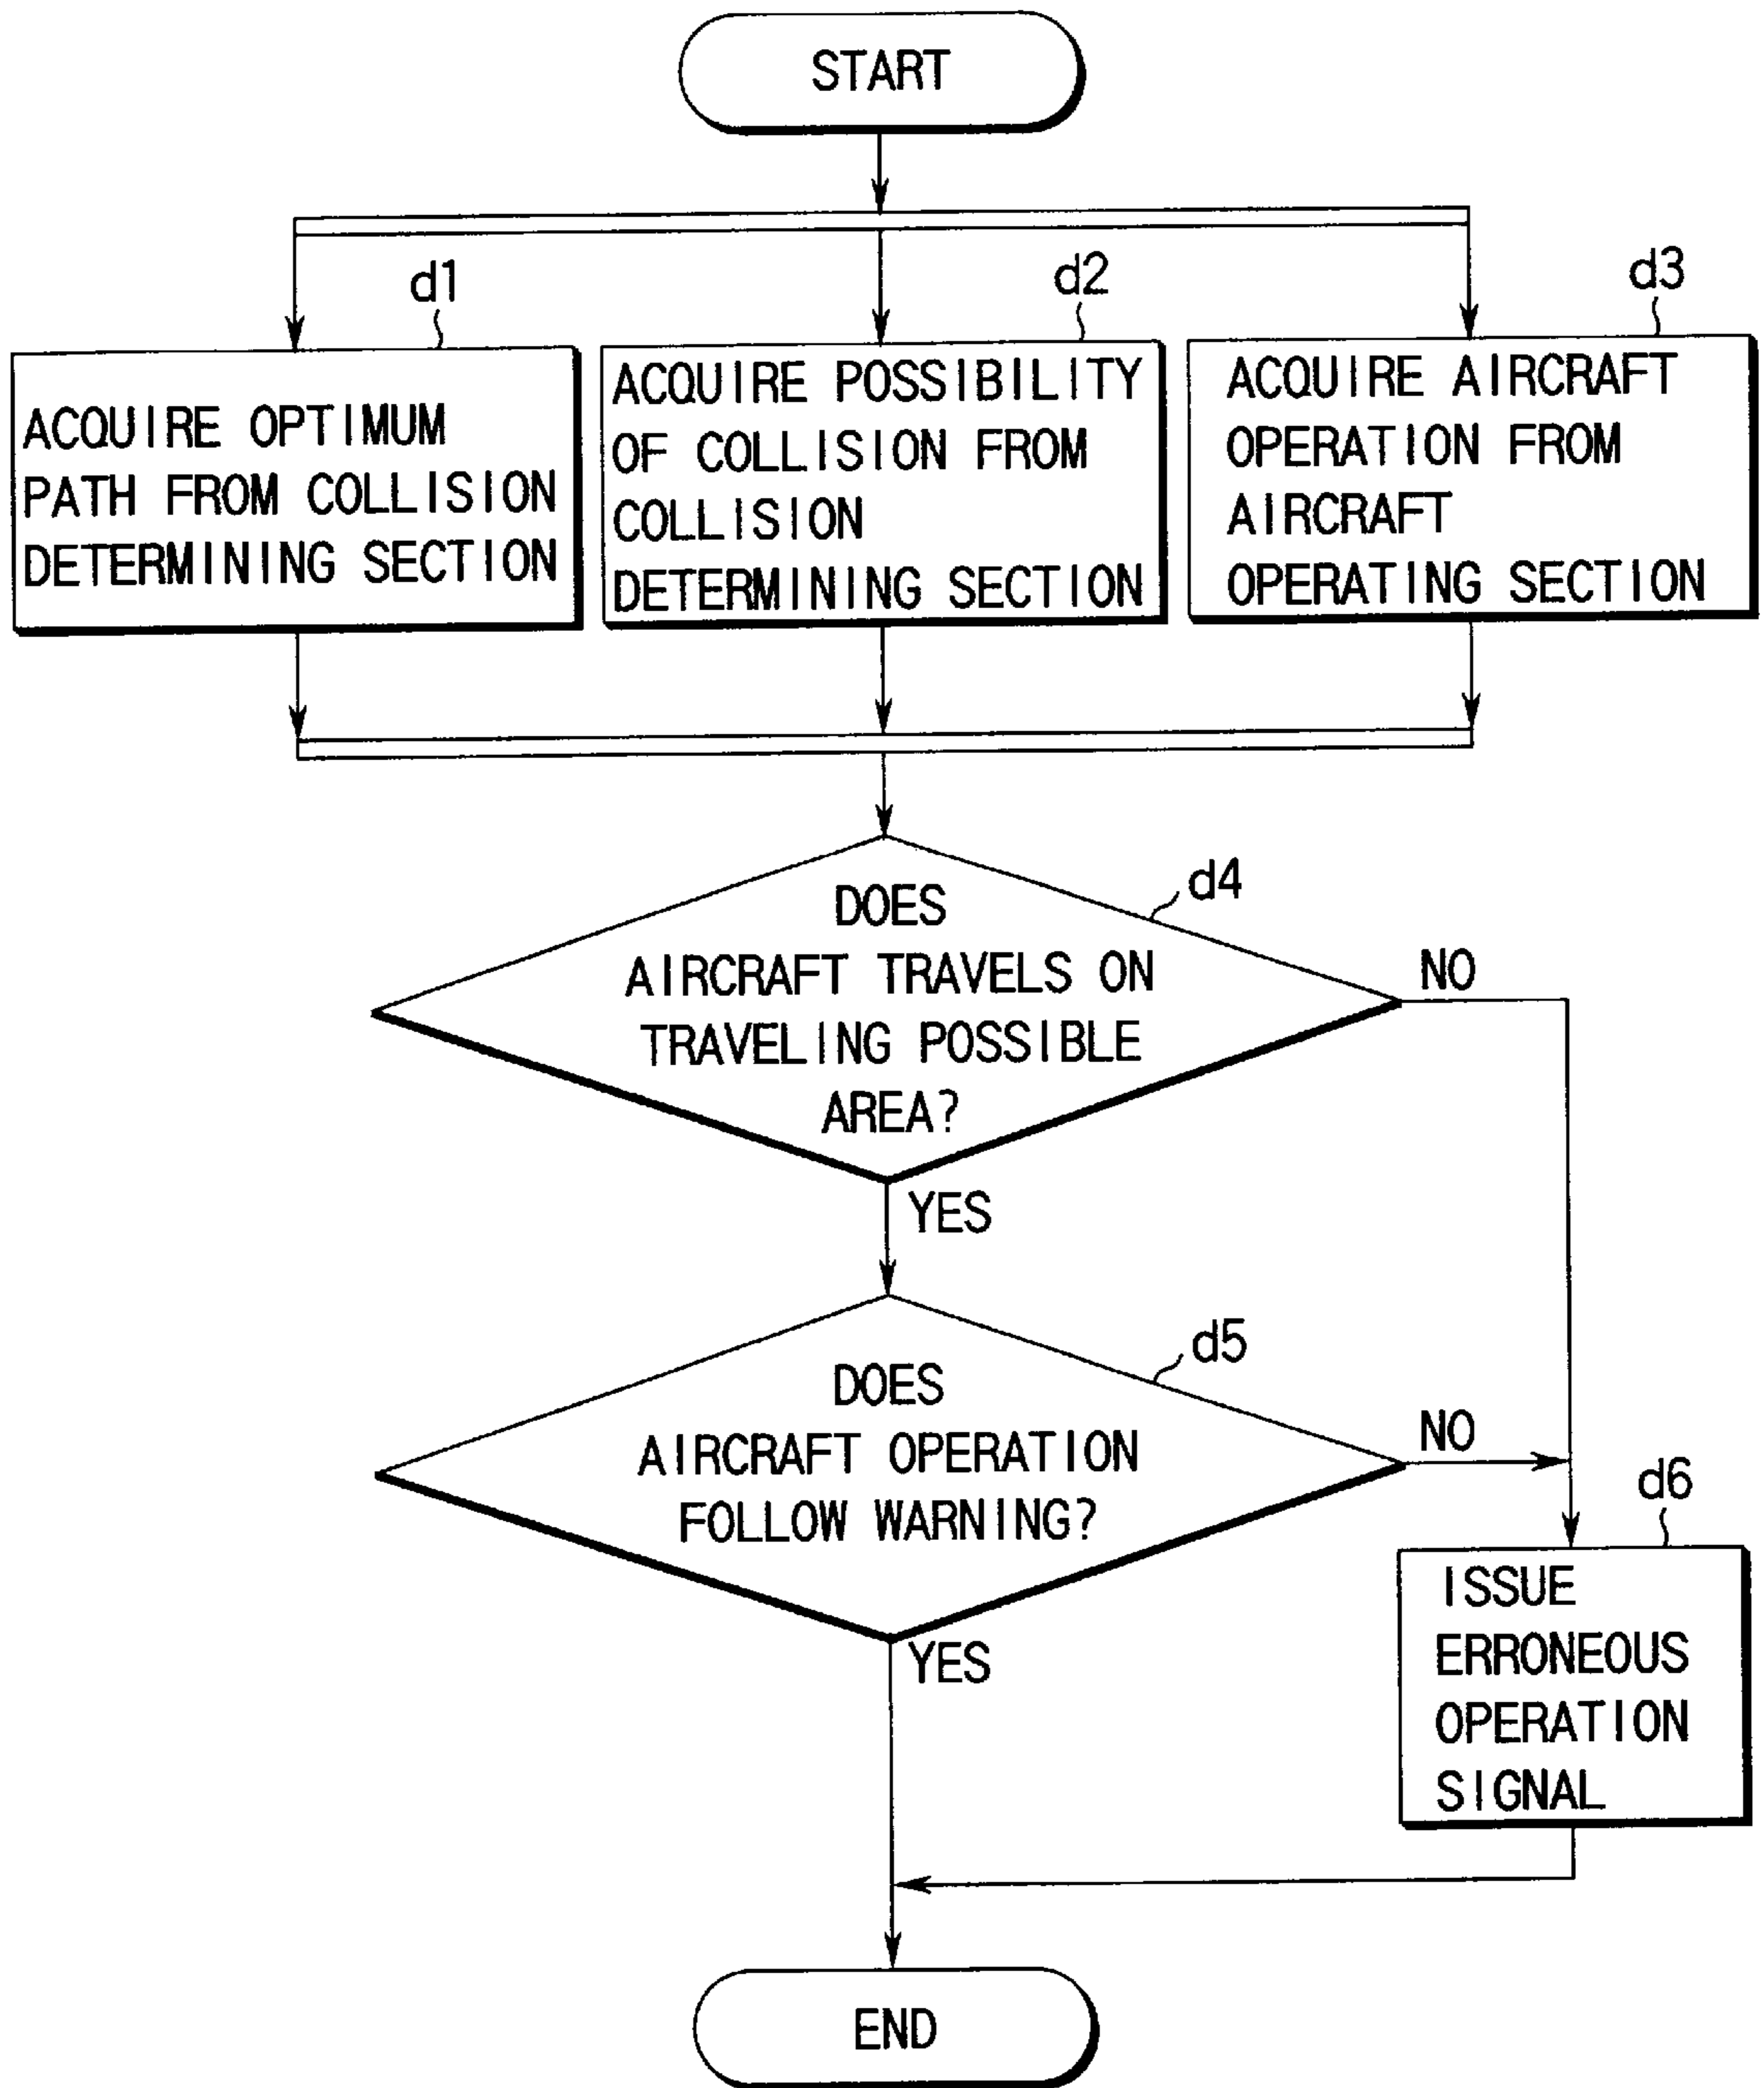 START
d1
ACQUIRE OPTIMUM
PATH FROM COLLISION
DETERMINING SECTION
d2
ACQUIRE POSSIBILITY
OF COLLISION FROM
COLLISION
DETERMINING SECTION
d3
ACQUIRE AIRCRAFT
OPERATION FROM
AIRCRAFT
OPERATING SECTION
d4
DOES
AIRCRAFT TRAVELS ON
TRAVELING POSSIBLE
AREA?
NO
YES
d5
DOES
AIRCRAFT OPERATION
FOLLOW WARNING?
NO
YES
d6
ISSUE
ERRONEOUS
OPERATION
SIGNAL
END